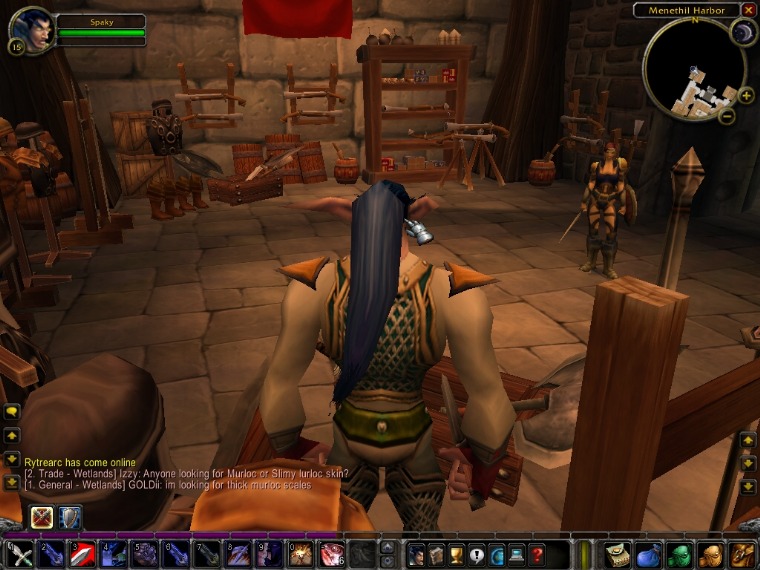 Spaky
15
Menethil Harbor
N
Rytrearc has come online
[2. Trade - Wetlands] Izzy: Anyone looking for Murloc or Slimy lurloc skin?
[1. General - Wetlands] GOLDii: im looking for thick murloc scales